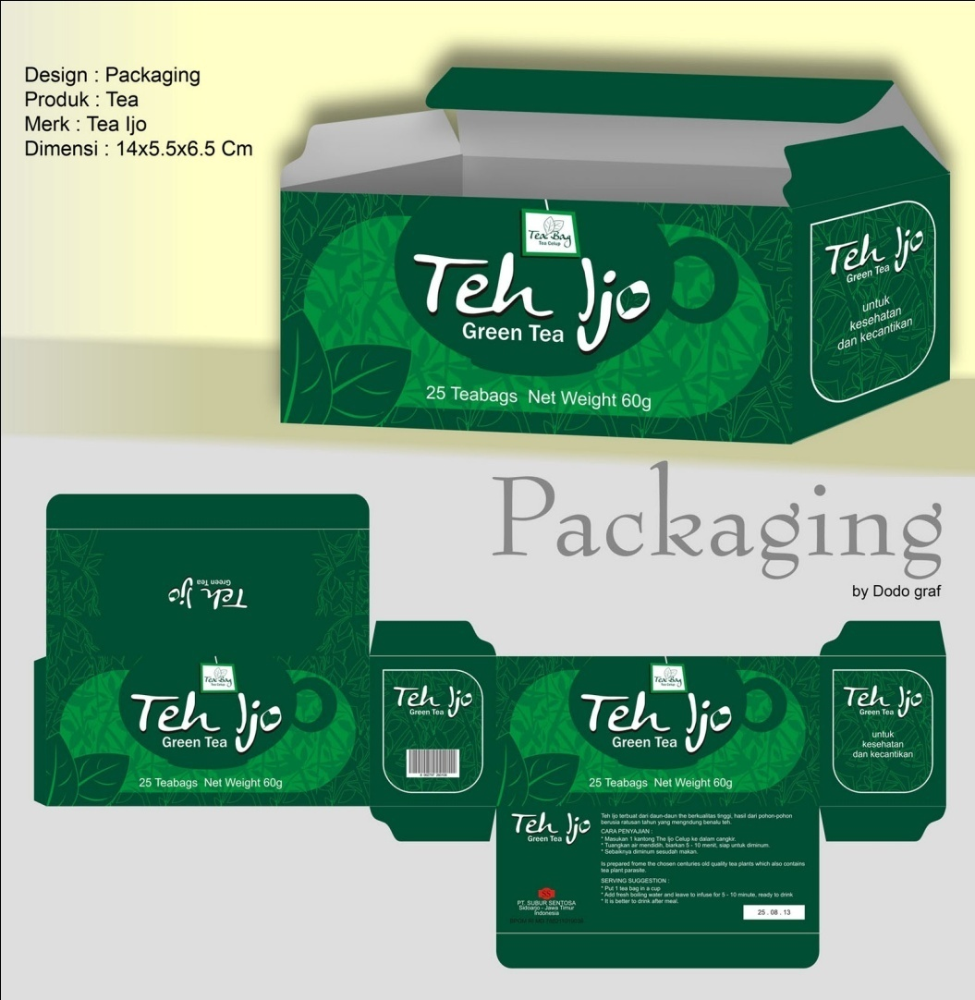 Design : Packaging
Produk : Tea
Merk : Tea Ijo
Dimensi : 14x5.5x6.5 Cm
Tea Bag
Tea Celup
Teh Ijo
Green Tea
25 Teabags Net Weight 60g
Teh Ijo
Green Tea
untuk
kesehatan
dan kecantikan
Packaging
by Dodo graf
Teh Ijo
Green Tea
Tea Bag
Tea Celup
Teh Ijo
Green Tea
25 Teabags Net Weight 60g
Teh Ijo
Green Tea
Tea Bag
Tea Celup
Teh Ijo
Green Tea
25 Teabags Net Weight 60g
Teh Ijo
Green Tea
untuk
kesehatan
dan kecantikan
Teh Ijo
Green Tea
Teh Ijo terbuat dari daun-daun the berkualitas tinggi, hasil dari pohon-pohon
berusia ratusan tahun yang mengndung benalu teh.
CARA PENYAJIAN :
* Masukan 1 kantong The Ijo Celup ke dalam cangkir.
* Tuangkan air mendidih, biarkan 5 - 10 menit, siap untuk diminum.
* Sebaiknya diminum sesudah makan.
Is prepared frome the chosen centuries old quality tea plants which also contains
tea plant parasite.
SERVING SUGGESTION :
* Put 1 tea bag in a cup
* Add fresh boiling water and leave to infuse for 5 - 10 minute, ready to drink
* It is better to drink after meal.
SS
PT. SUBUR SENTOSA
Sidoarjo - Jawa Timur
Indonesia
25 . 08 . 13